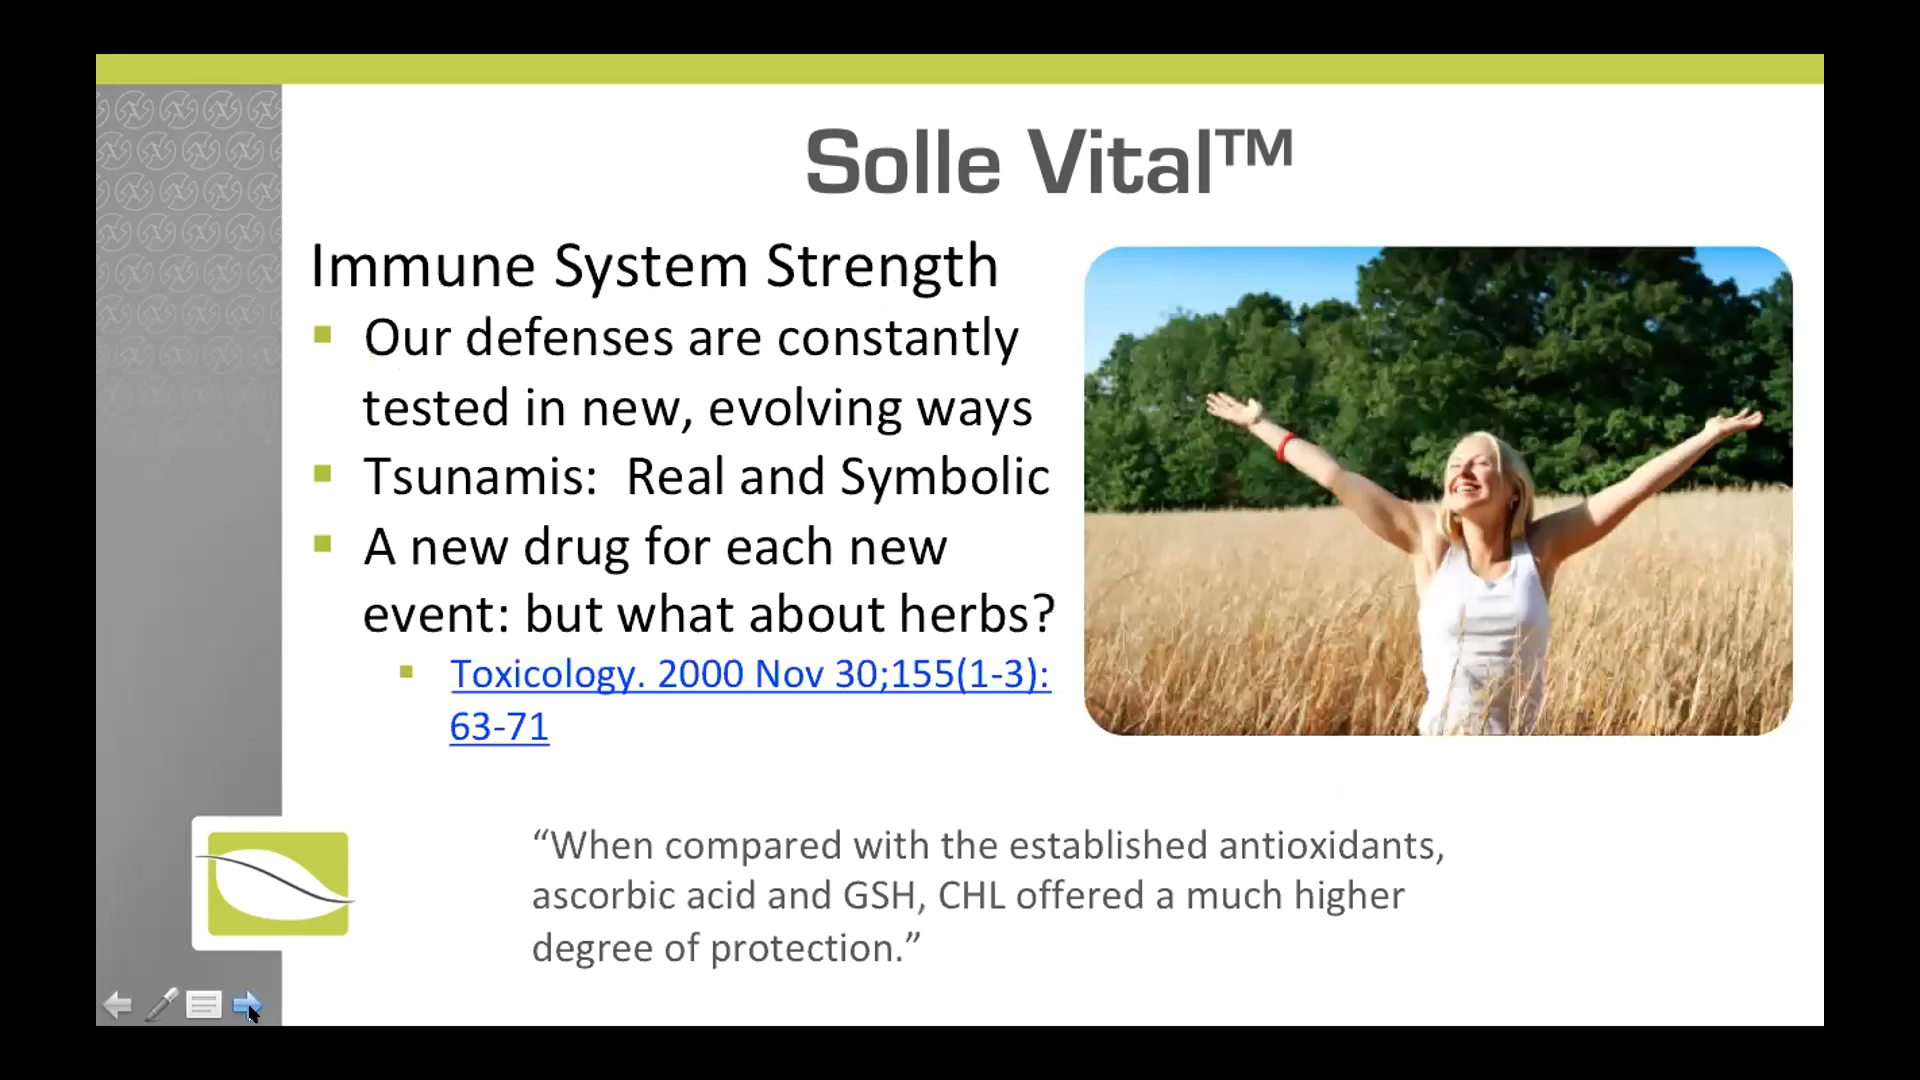 Solle Vital™
Immune System Strength
Our defenses are constantly
tested in new, evolving ways
Tsunamis:  Real and Symbolic
A new drug for each new
event: but what about herbs?
Toxicology. 2000 Nov 30;155(1-3):
63-71
“When compared with the established antioxidants,
ascorbic acid and GSH, CHL offered a much higher
degree of protection.”